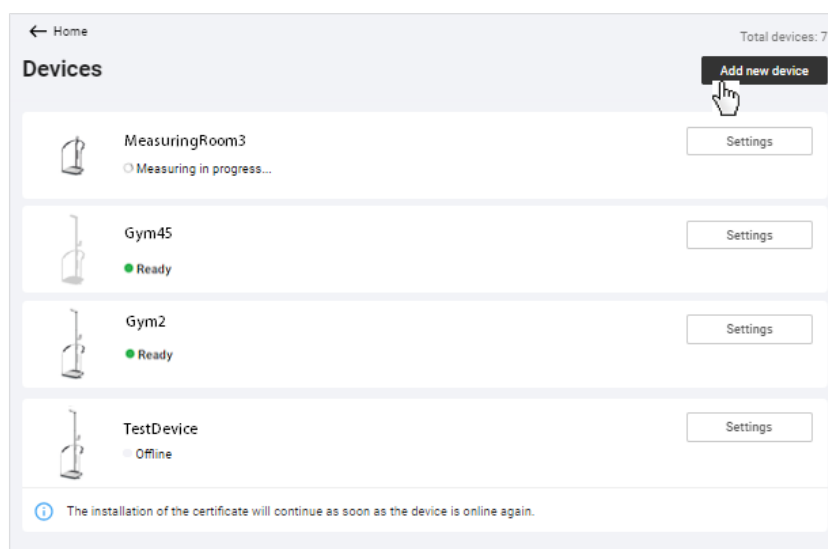 ← Home
Total devices: 7
Devices
Add new device
MeasuringRoom3
Settings
Measuring in progress...
Gym45
Settings
Ready
Gym2
Settings
Ready
TestDevice
Settings
Offline
The installation of the certificate will continue as soon as the device is online again.